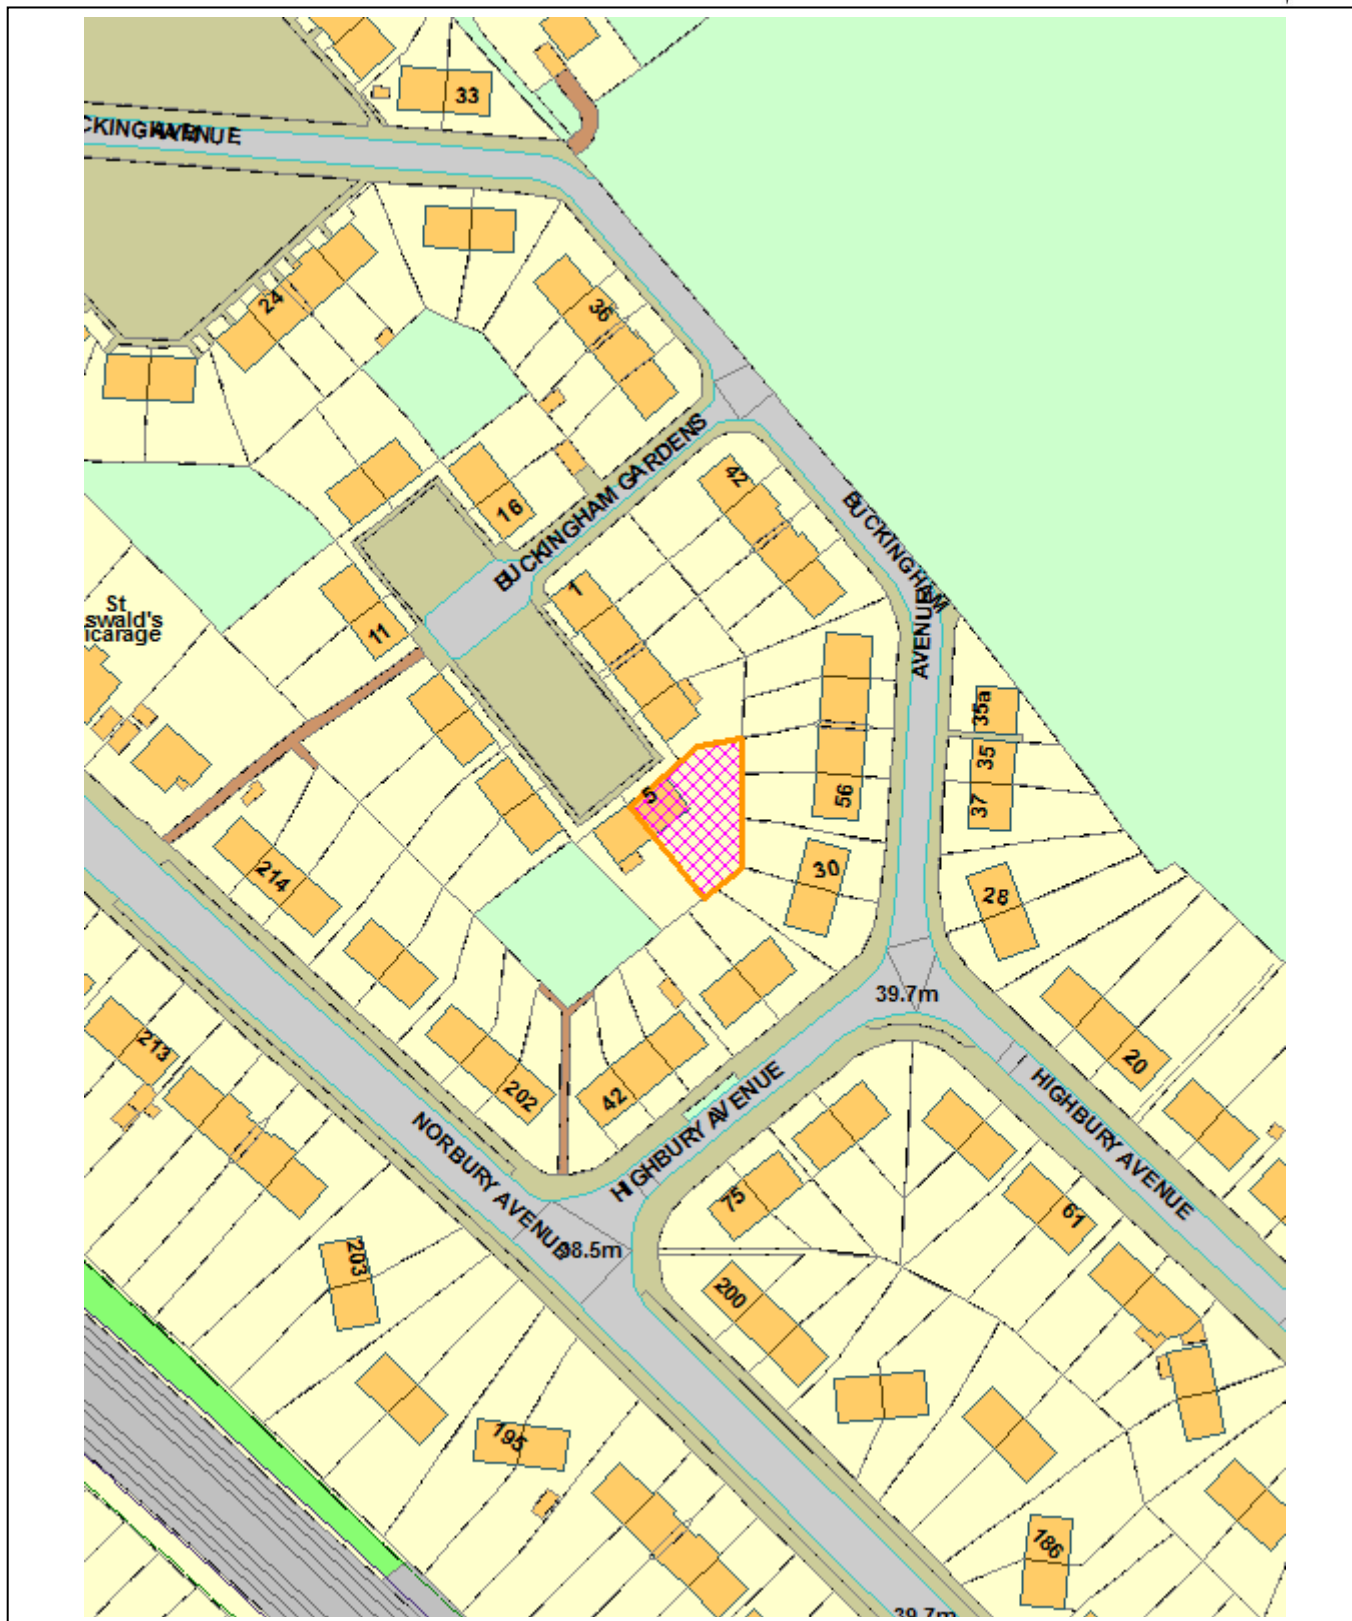 33
CKINGHAM AVENUE
24
36
42
BUCKINGHAM GARDENS
16
BUCKINGHAM
AVENUE
1
St
swald's
icarage
11
35a
35
5
56
37
30
214
28
39.7m
213
20
202
42
HIGHBURY AVENUE
HIGHBURY AVENUE
NORBURY AVENUE
75
61
38.5m
203
200
195
186
39.7m